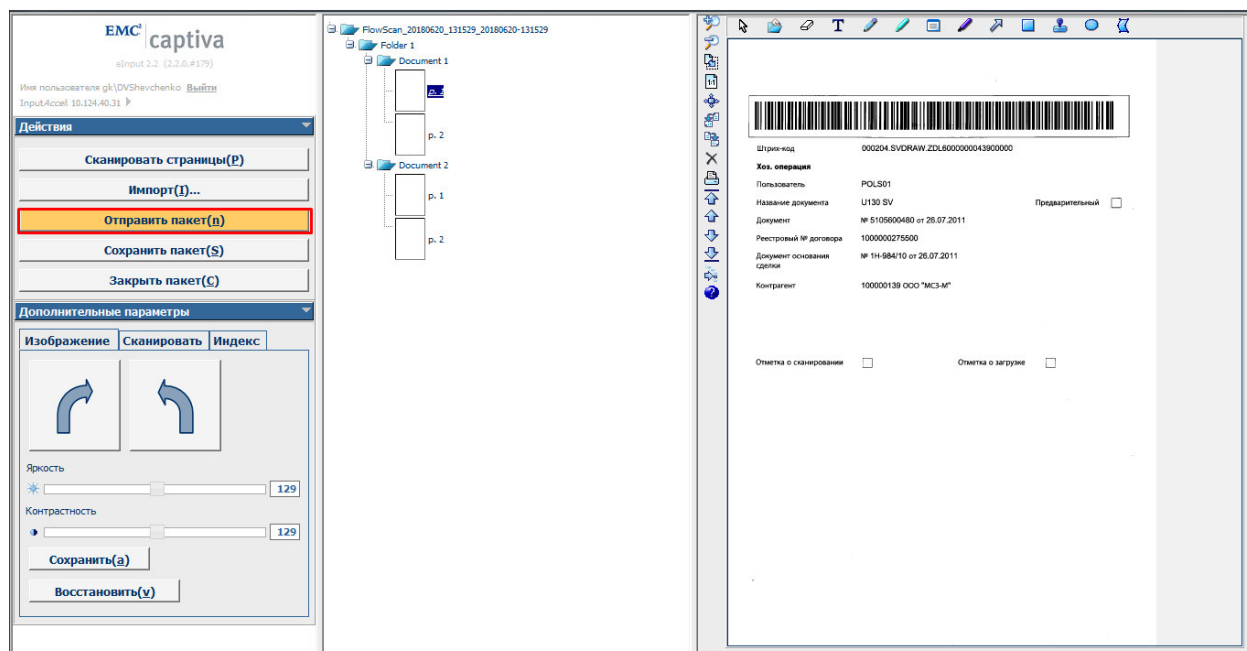 EMC² captiva
eInput 2.2 (2.2.0.#179)
Имя пользователя gk\DVShevchenko Выйти
InputAccel 10.124.40.31
Действия
Сканировать страницы(P)
Импорт(I)...
Отправить пакет(n)
Сохранить пакет(S)
Закрыть пакет(C)
Дополнительные параметры
Изображение Сканировать Индекс
Яркость
129
Контрастность
129
Сохранить(a)
Восстановить(v)
FlowScan_20180620_131529_20180620-131529
Folder 1
Document 1
p. 1
p. 2
Document 2
p. 1
p. 2
T
1:1
Штрих-код 000204.SVDRAW.ZDL6000000043900000
Хоз. операция
Пользователь POLS01
Название документа U130 SV Предварительный
Документ № 5105600480 от 26.07.2011
Реестровый № договора 1000000275500
Документ основания № 1Н-984/10 от 26.07.2011
сделки
Контрагент 100000139 ООО "МСЗ-М"
Отметка о сканировании Отметка о загрузке